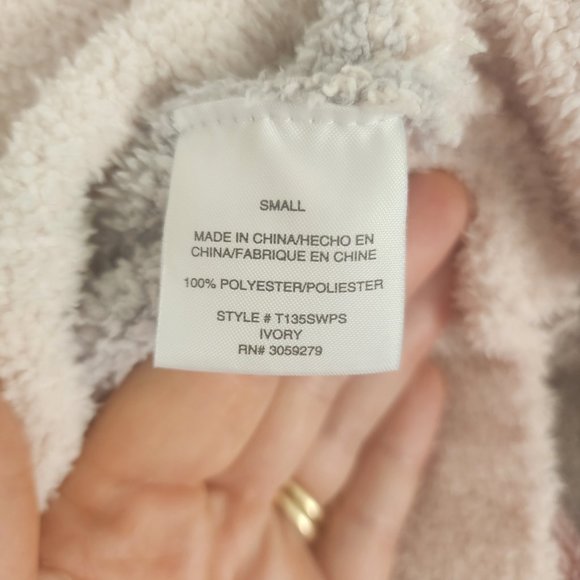 SMALL
MADE IN CHINA/HECHO EN
CHINA/FABRIQUE EN CHINE
100% POLYESTER/POLIESTER
STYLE # T135SWPS
IVORY
RN# 3059279